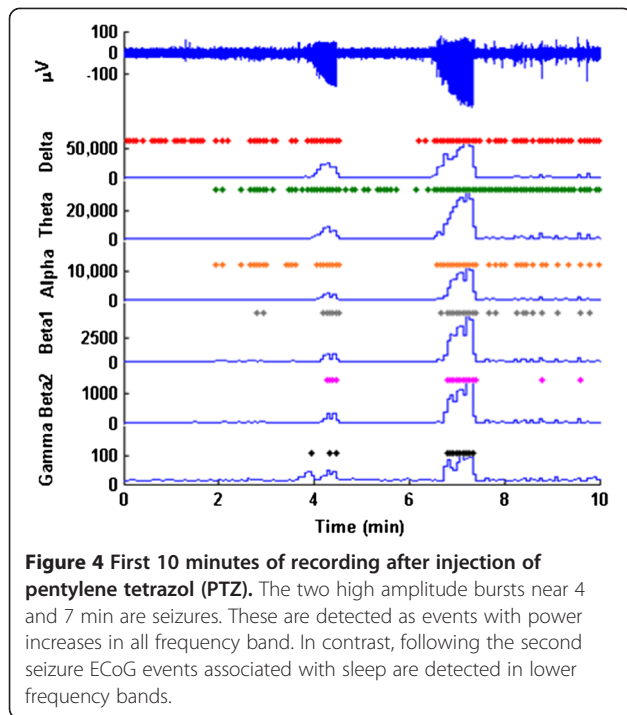 100
0
-100
µV
50,000
0
Delta
20,000
0
Theta
10,000
0
Alpha
2500
0
Beta1
1000
0
Beta2
100
0
Gamma
0 2 4 6 8 10
Time (min)
Figure 4 First 10 minutes of recording after injection of
pentylene tetrazol (PTZ). The two high amplitude bursts near 4
and 7 min are seizures. These are detected as events with power
increases in all frequency band. In contrast, following the second
seizure ECoG events associated with sleep are detected in lower
frequency bands.